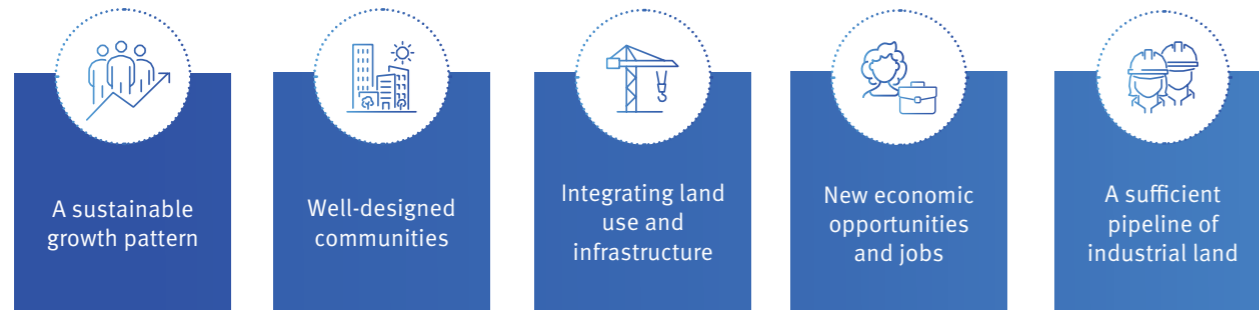 A sustainable
growth pattern
Well-designed
communities
Integrating land
use and
infrastructure
New economic
opportunities
and jobs
A sufficient
pipeline of
industrial land